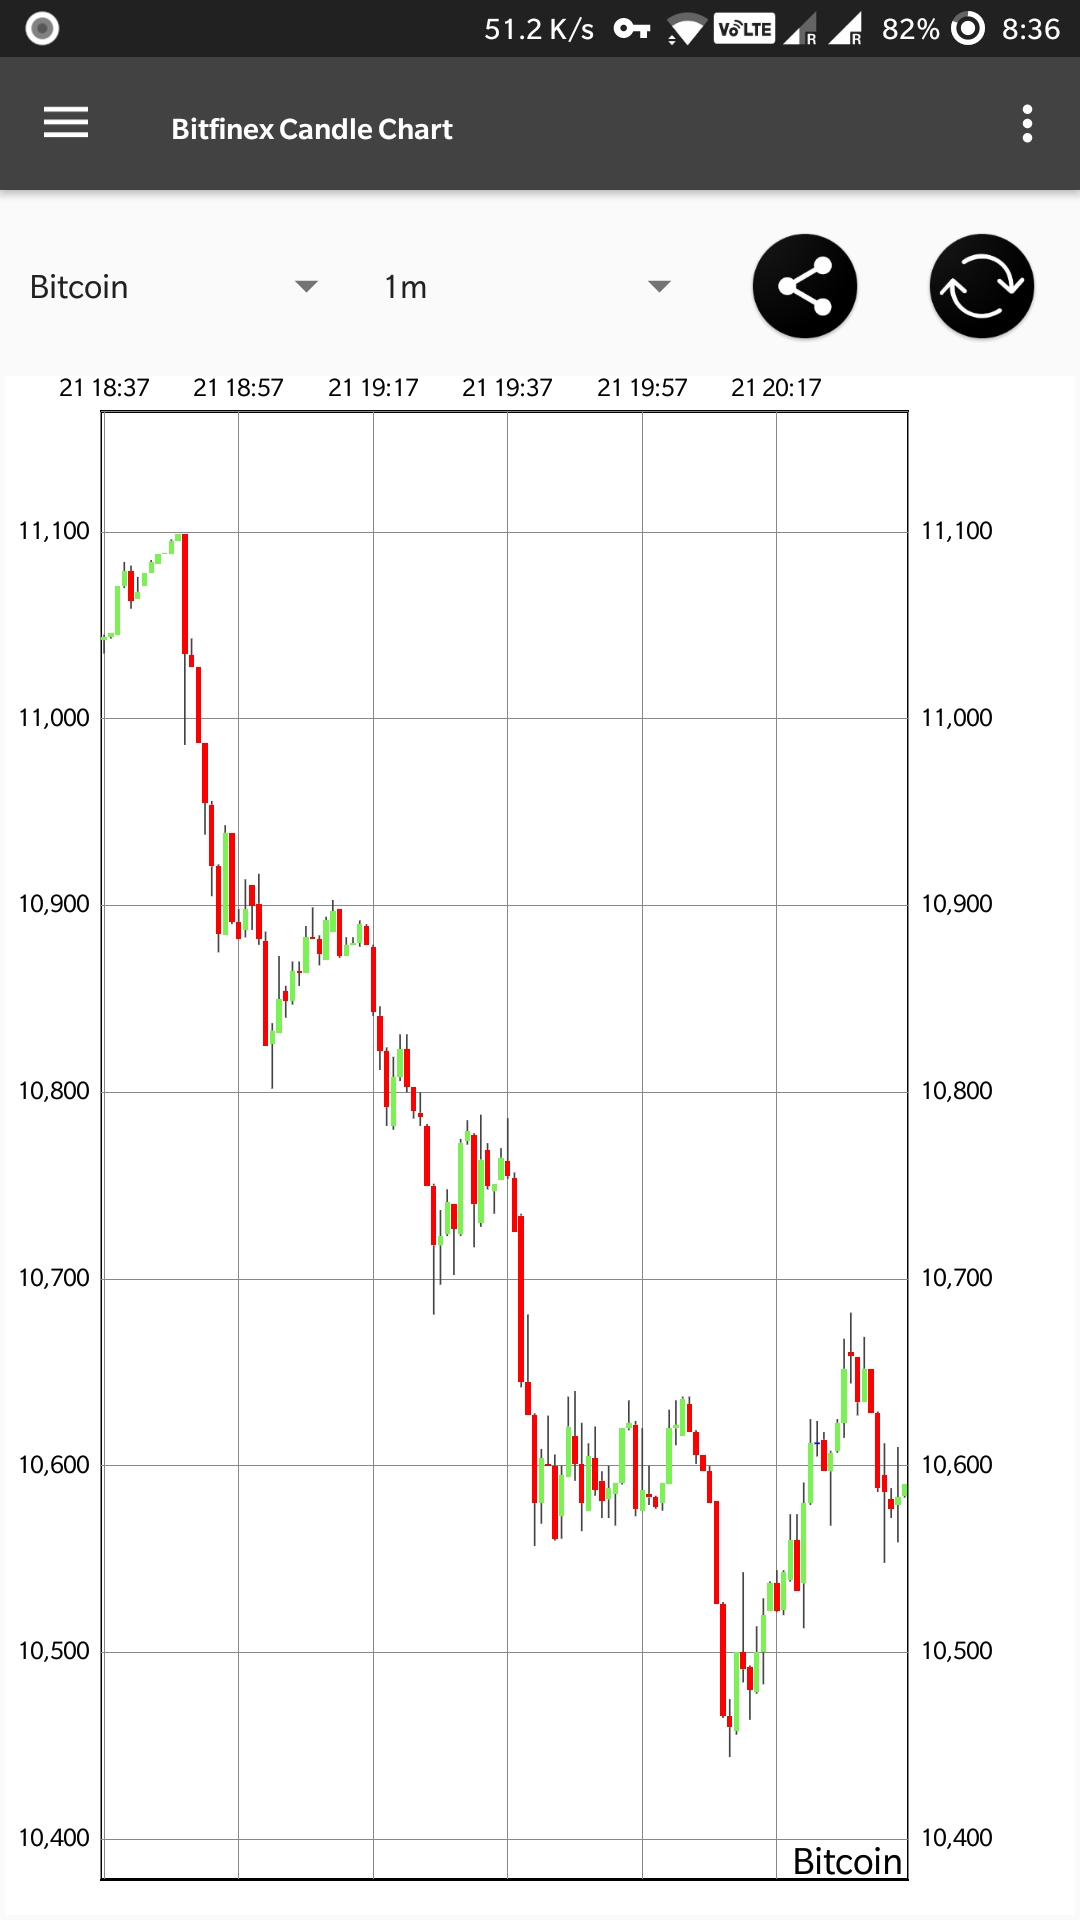 51.2 K/s VoLTE R R 82% 8:36
Bitfinex Candle Chart
Bitcoin 1m
21 18:37 21 18:57 21 19:17 21 19:37 21 19:57 21 20:17
11,100 11,100
11,000 11,000
10,900 10,900
10,800 10,800
10,700 10,700
10,600 10,600
10,500 10,500
10,400 10,400
Bitcoin